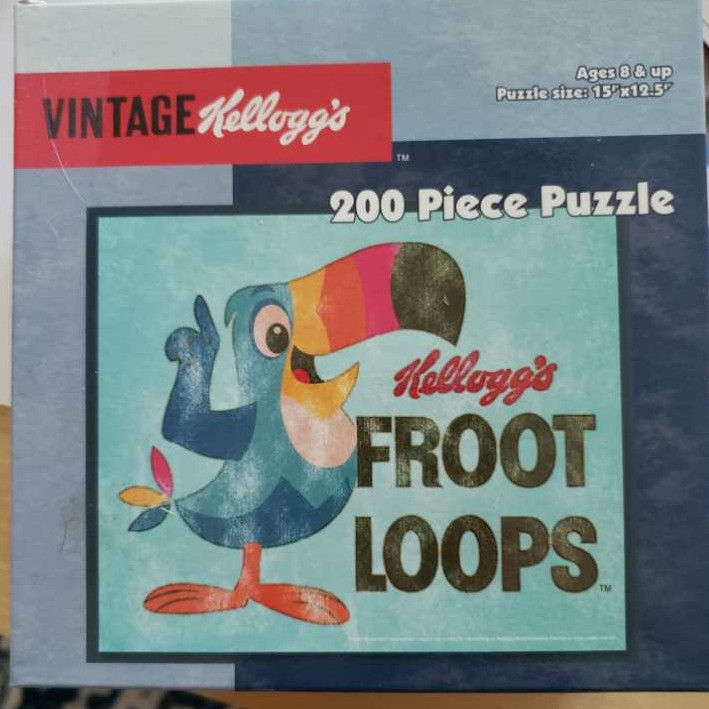 VINTAGE Kellogg's
TM
Ages 8 & up
Puzzle size: 15"x12.5"
200 Piece Puzzle
Kellogg's
FROOT
LOOPS
TM